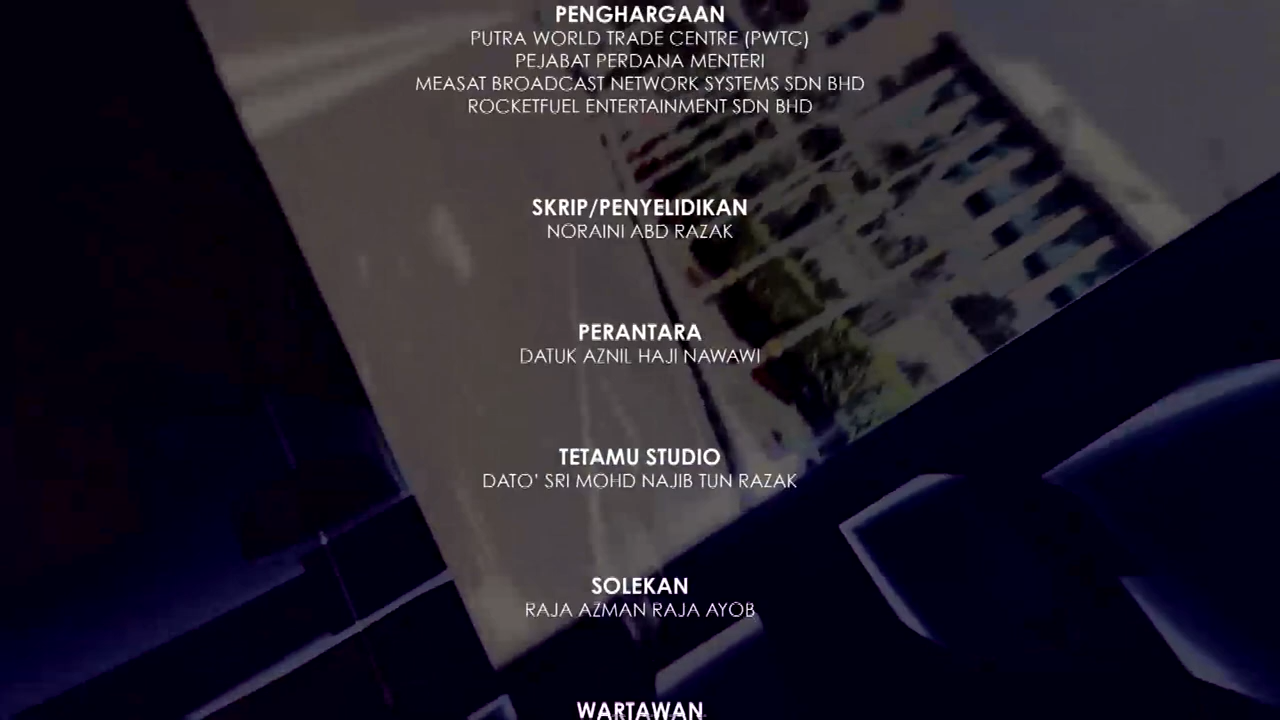 PENGHARGAAN
PUTRA WORLD TRADE CENTRE (PWTC)
PEJABAT PERDANA MENTERI
MEASAT BROADCAST NETWORK SYSTEMS SDN BHD
ROCKETFUEL ENTERTAINMENT SDN BHD
SKRIP/PENYELIDIKAN
NORAINI ABD RAZAK
PERANTARA
DATUK AZNIL HAJI NAWAWI
TETAMU STUDIO
DATO' SRI MOHD NAJIB TUN RAZAK
SOLEKAN
RAJA AZMAN RAJA AYOB
WARTAWAN